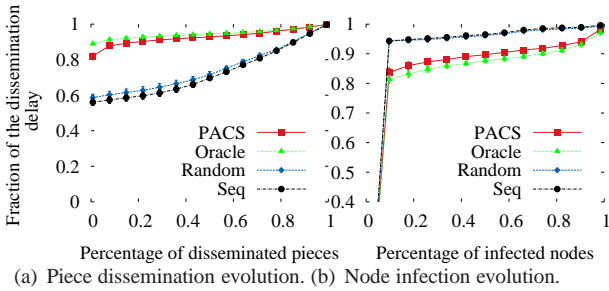 Fraction of the dissemination
delay
1
0.8
0.6
0.4
0.2
0
0 0.2 0.4 0.6 0.8 1
PACS
Oracle
Random
Seq
Percentage of disseminated pieces
1
0.9
0.8
0.7
0.6
0.5
0.4
0 0.2 0.4 0.6 0.8 1
PACS
Oracle
Random
Seq
Percentage of infected nodes
(a) Piece dissemination evolution. (b) Node infection evolution.